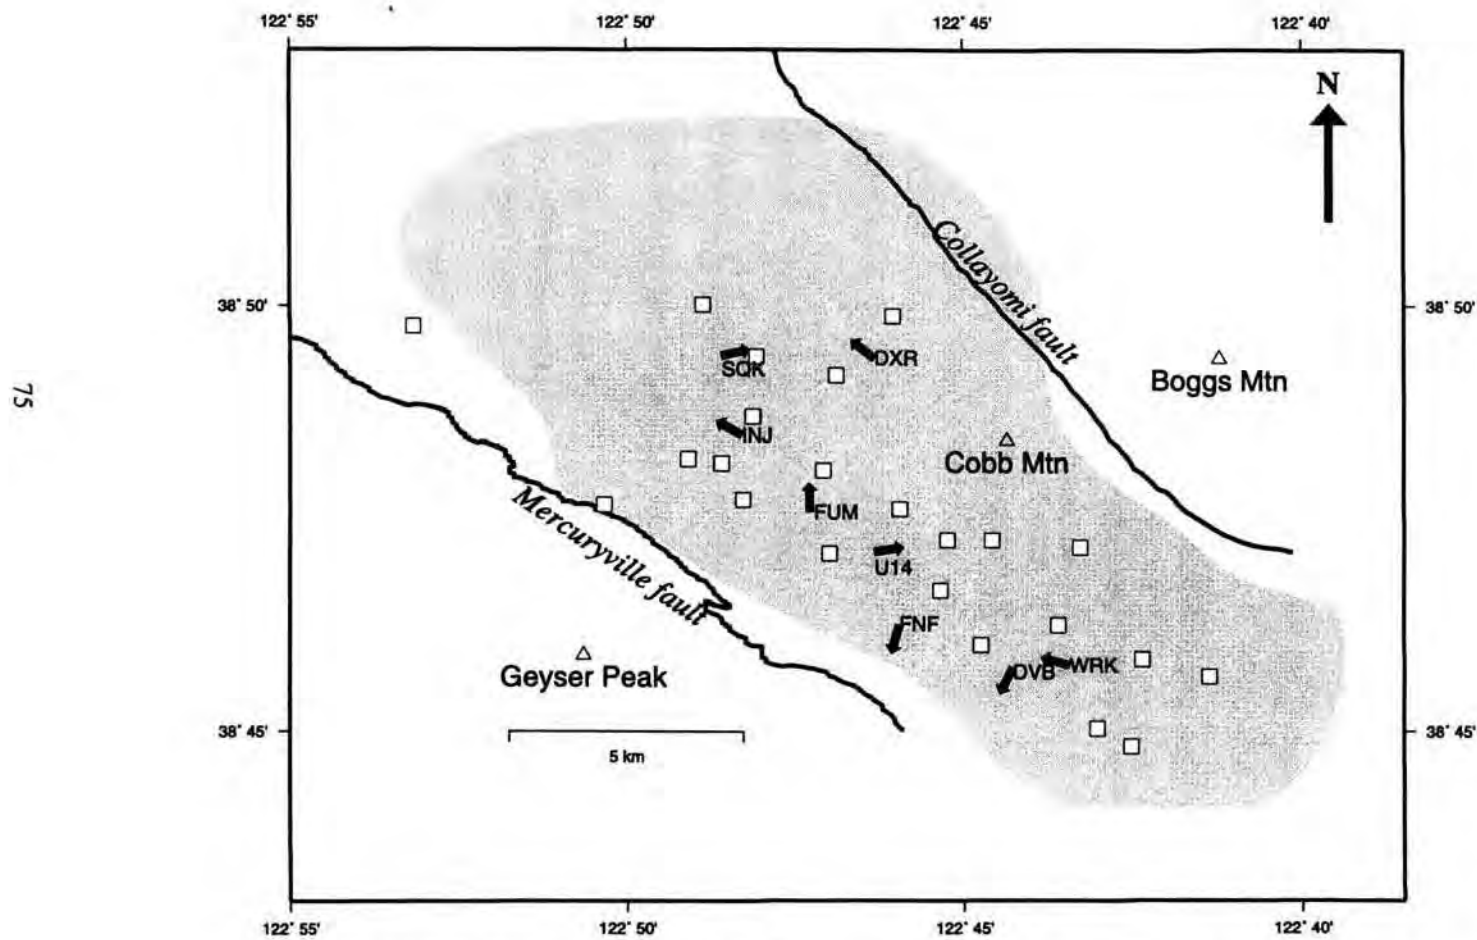 122° 55'
122° 50'
122° 45'
122° 40'
N
38° 50'
38° 50'
Collayomi fault
SQK
DXR
Boggs Mtn
75
INJ
Cobb Mtn
FUM
Mercuryville fault
U14
FNF
DVB
WRK
Geyser Peak
38° 45'
38° 45'
5 km
122° 55'
122° 50'
122° 45'
122° 40'